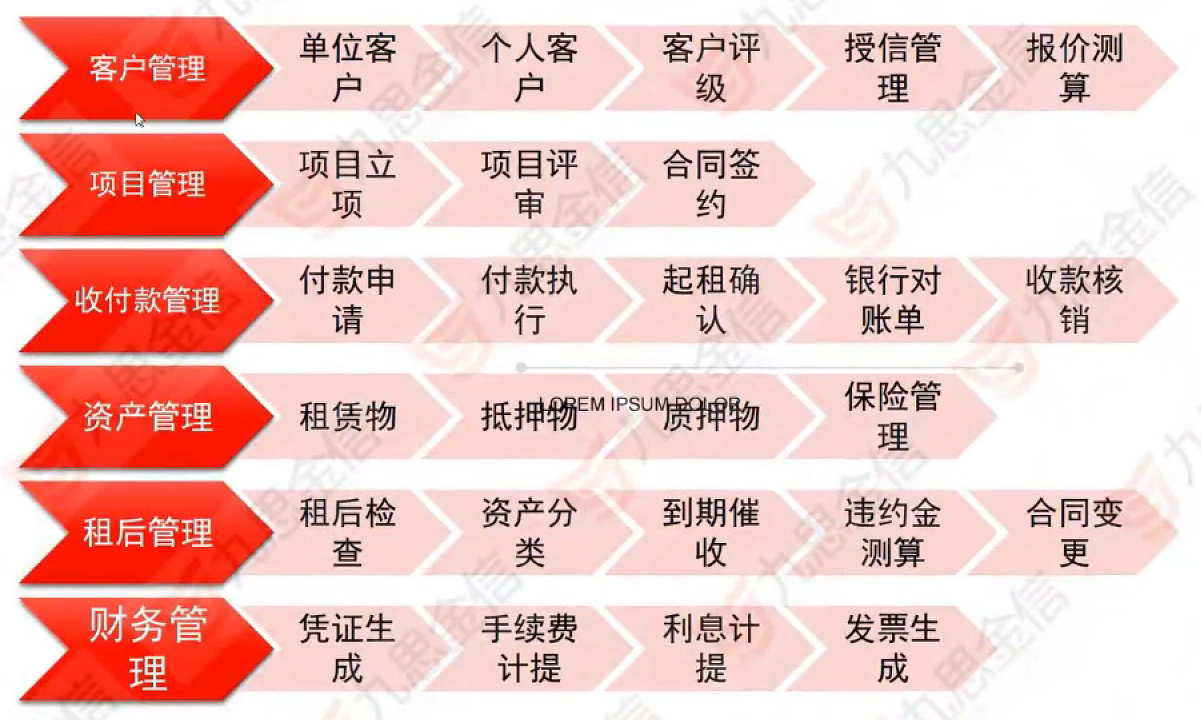 客户管理
单位客
户
个人客
户
客户评
级
授信管
理
报价测
算
项目管理
项目立
项
项目评
审
合同签
约
收付款管理
付款申
请
付款执
行
起租确
认
银行对
账单
收款核
销
资产管理
租赁物
抵押物
质押物
LOREM IPSUM DOLOR
保险管
理
租后管理
租后检
查
资产分
类
到期催
收
违约金
测算
合同变
更
财务管
理
凭证生
成
手续费
计提
利息计
提
发票生
成
九思金信